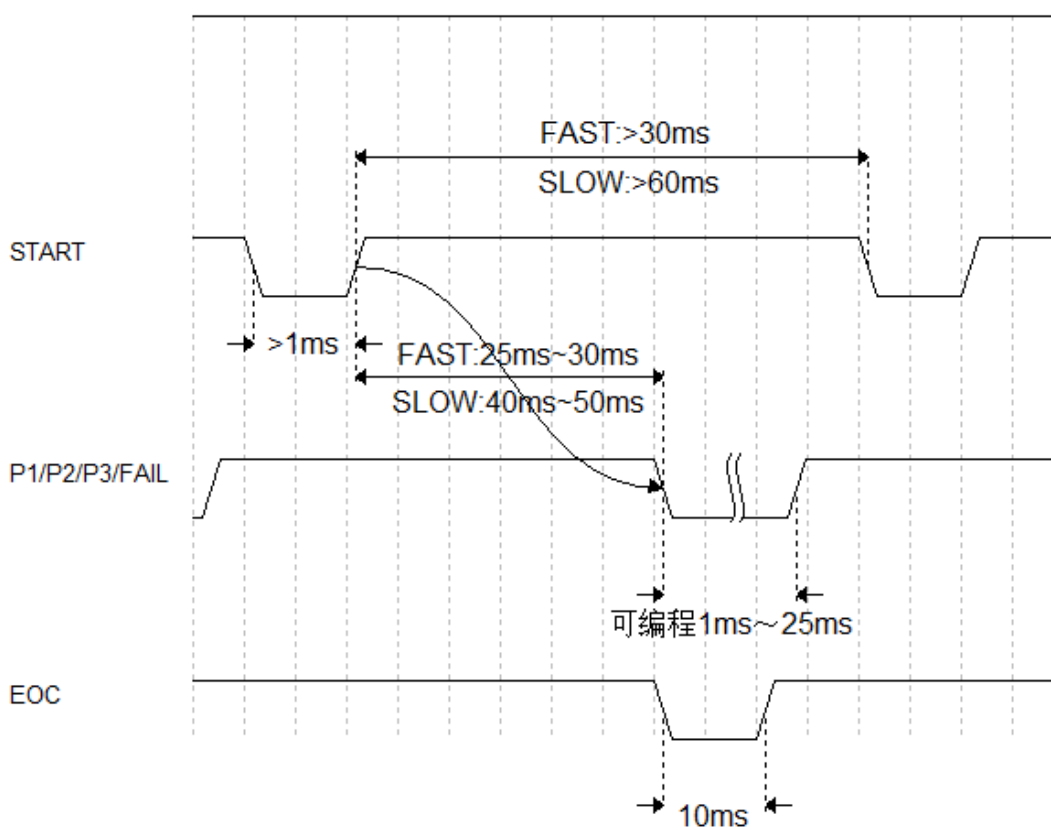 FAST:>30ms
SLOW:>60ms
START
>1ms
FAST:25ms~30ms
SLOW:40ms~50ms
P1/P2/P3/FAIL
可编程1ms～25ms
EOC
10ms